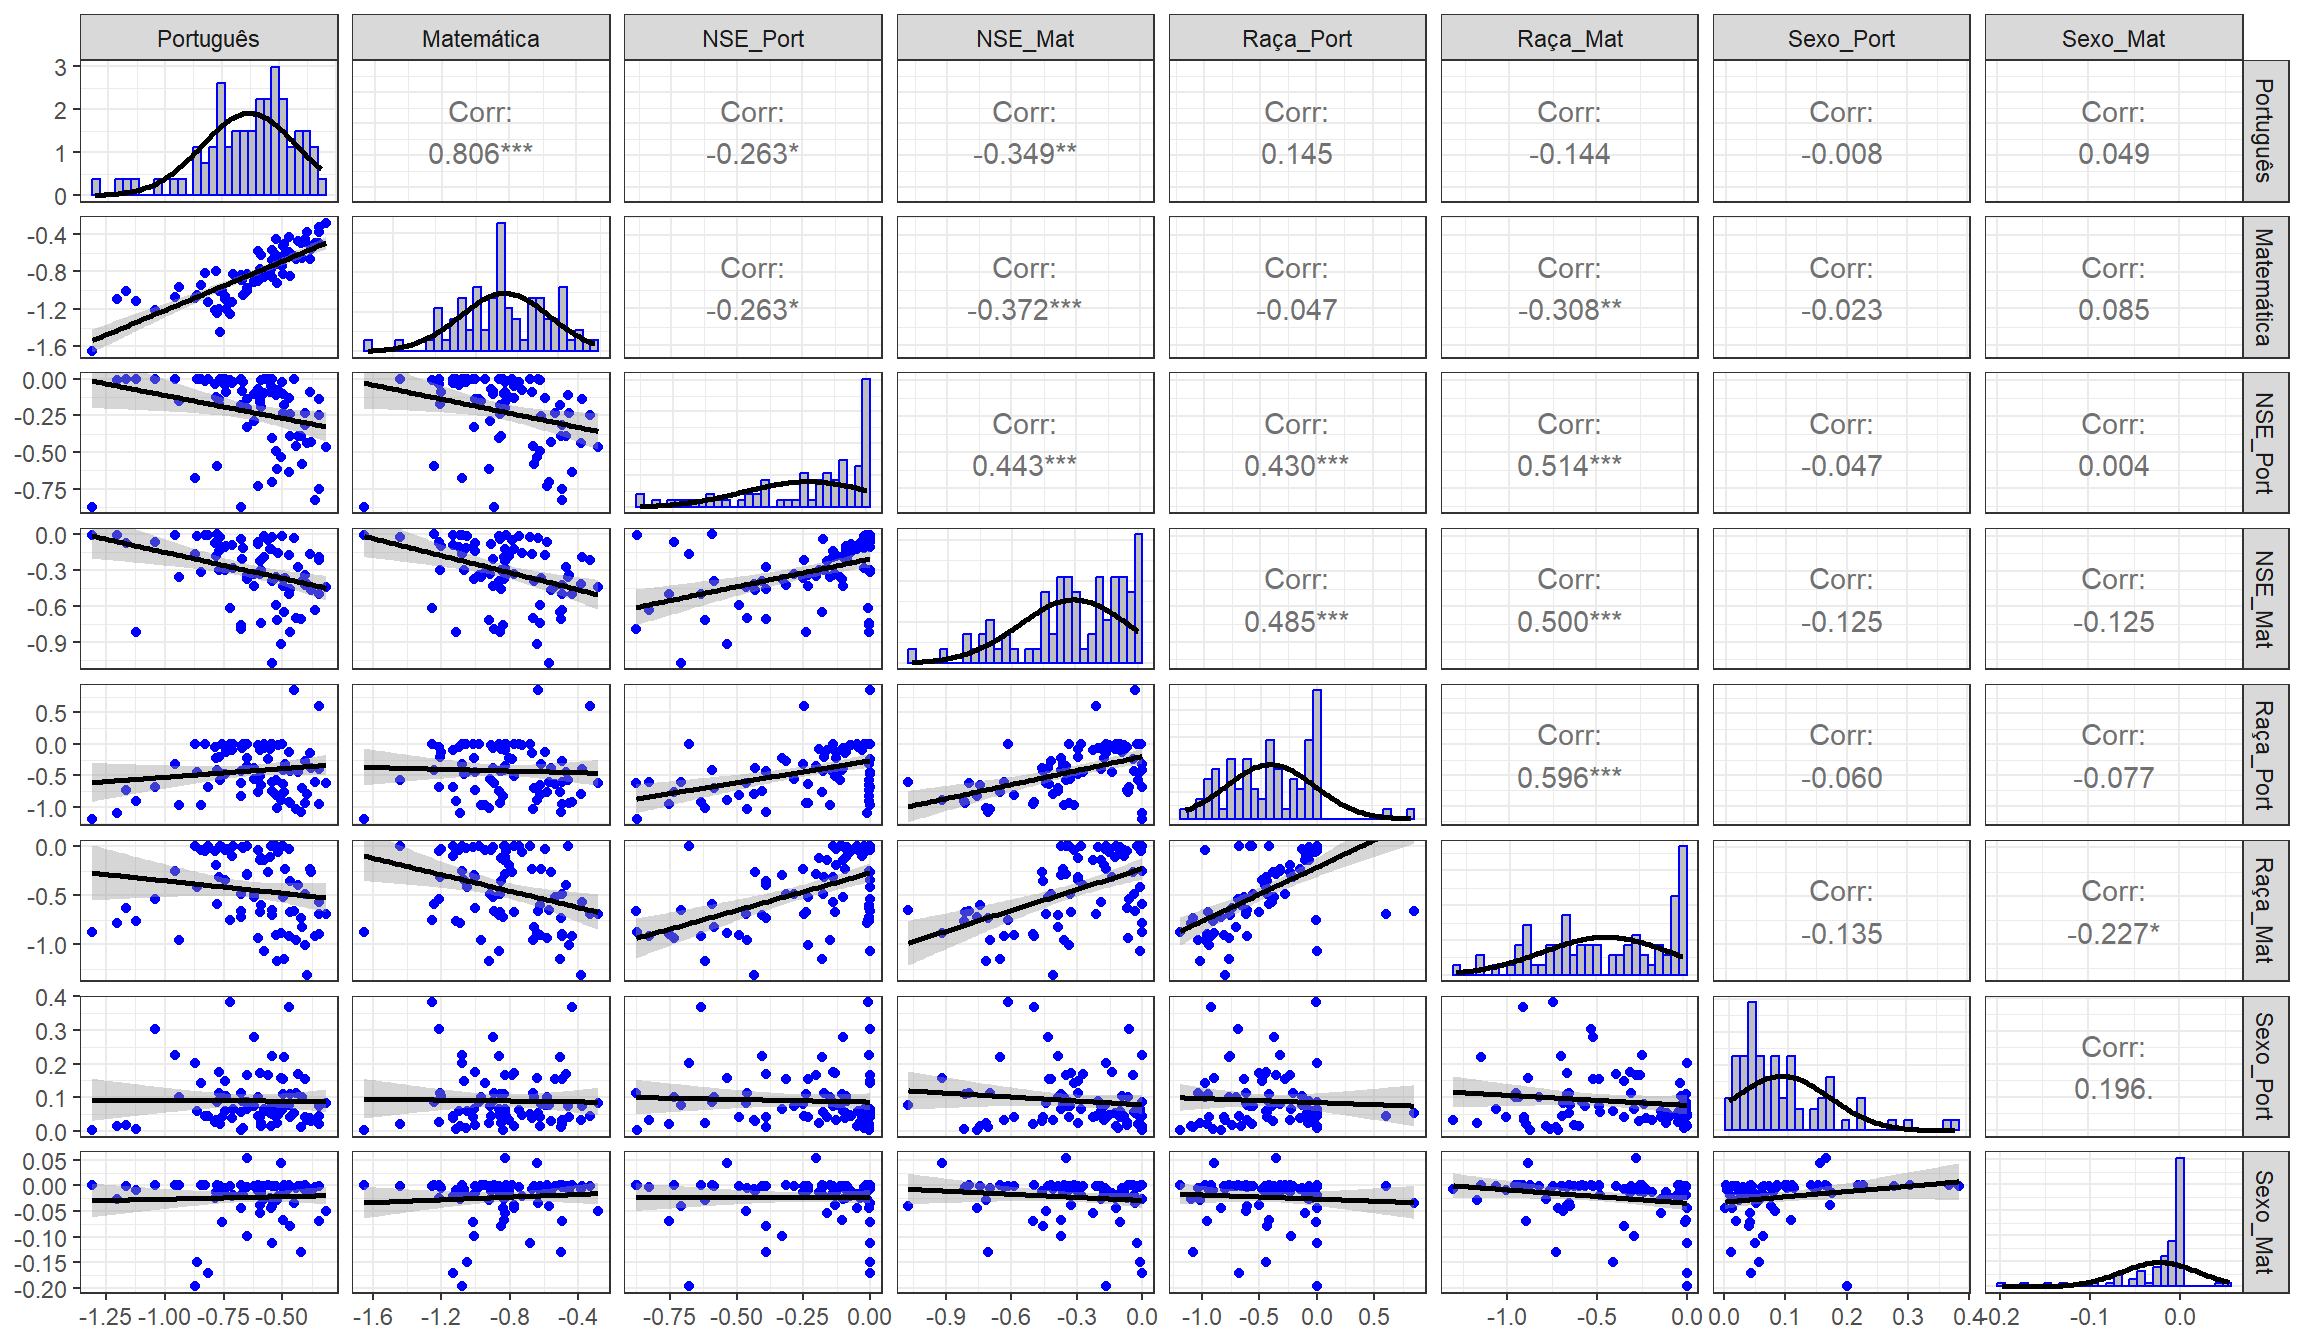 Português Matemática NSE_Port NSE_Mat Raça_Port Raça_Mat Sexo_Port Sexo_Mat
3
2
1
0
Corr: Corr: Corr: Corr: Corr: Corr: Corr:
0.806*** -0.263* -0.349** 0.145 -0.144 -0.008 0.049
Português
-0.4
-0.8
-1.2
-1.6
Corr: Corr: Corr: Corr: Corr: Corr:
-0.263* -0.372*** -0.047 -0.308** -0.023 0.085
Matemática
0.00
-0.25
-0.50
-0.75
Corr: Corr: Corr: Corr: Corr:
0.443*** 0.430*** 0.514*** -0.047 0.004
NSE_Port
0.0
-0.3
-0.6
-0.9
Corr: Corr: Corr: Corr:
0.485*** 0.500*** -0.125 -0.125
NSE_Mat
0.5
0.0
-0.5
-1.0
Corr: Corr: Corr:
0.596*** -0.060 -0.077
Raça_Port
0.0
-0.5
-1.0
Corr: Corr:
-0.135 -0.227*
Raça_Mat
0.4
0.3
0.2
0.1
0.0
Corr:
0.196.
Sexo_Port
0.05
0.00
-0.05
-0.10
-0.15
-0.20
Sexo_Mat
-1.25 -1.00 -0.75 -0.50 -1.6 -1.2 -0.8 -0.4 -0.75 -0.50 -0.25 0.00 -0.9 -0.6 -0.3 0.0 -1.0 -0.5 0.0 0.5 -1.0 -0.5 0.0 0.0 0.1 0.2 0.3 0.4 -0.2 -0.1 0.0